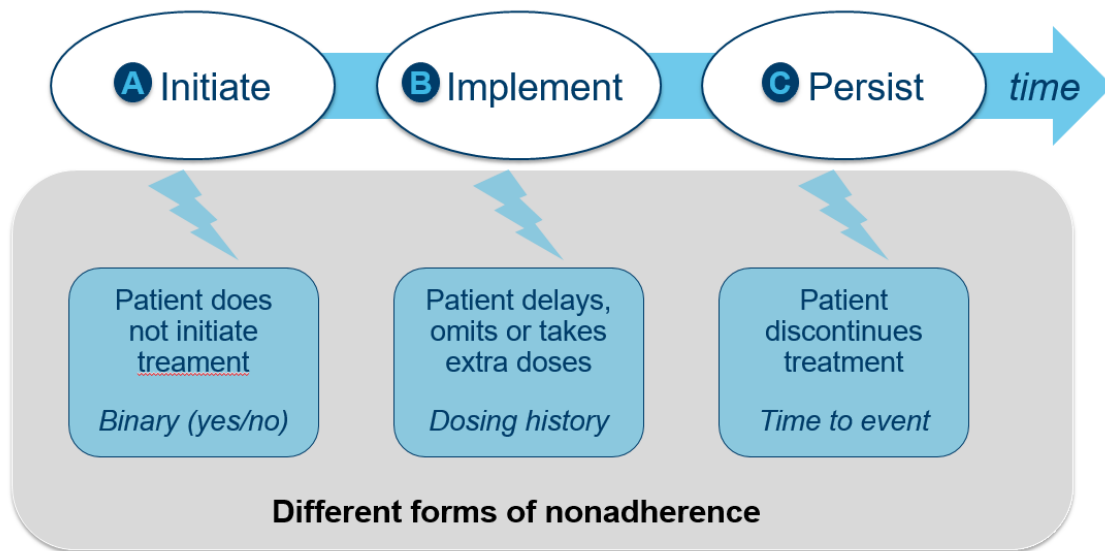 A Initiate
B Implement
C Persist
time
Patient does
not initiate
treament
Binary (yes/no)
Patient delays,
omits or takes
extra doses
Dosing history
Patient
discontinues
treatment
Time to event
Different forms of nonadherence